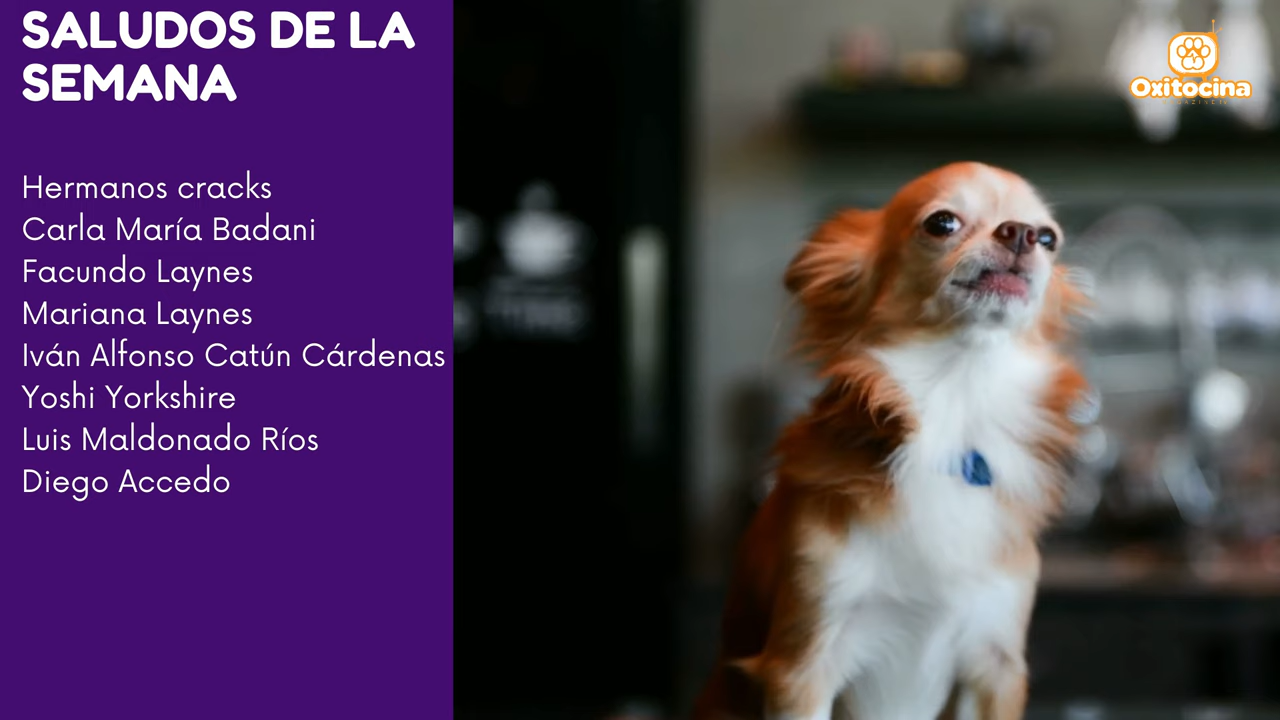 SALUDOS DE LA
SEMANA
Hermanos cracks
Carla María Badani
Facundo Laynes
Mariana Laynes
Iván Alfonso Catún Cárdenas
Yoshi Yorkshire
Luis Maldonado Ríos
Diego Accedo
Oxitocina